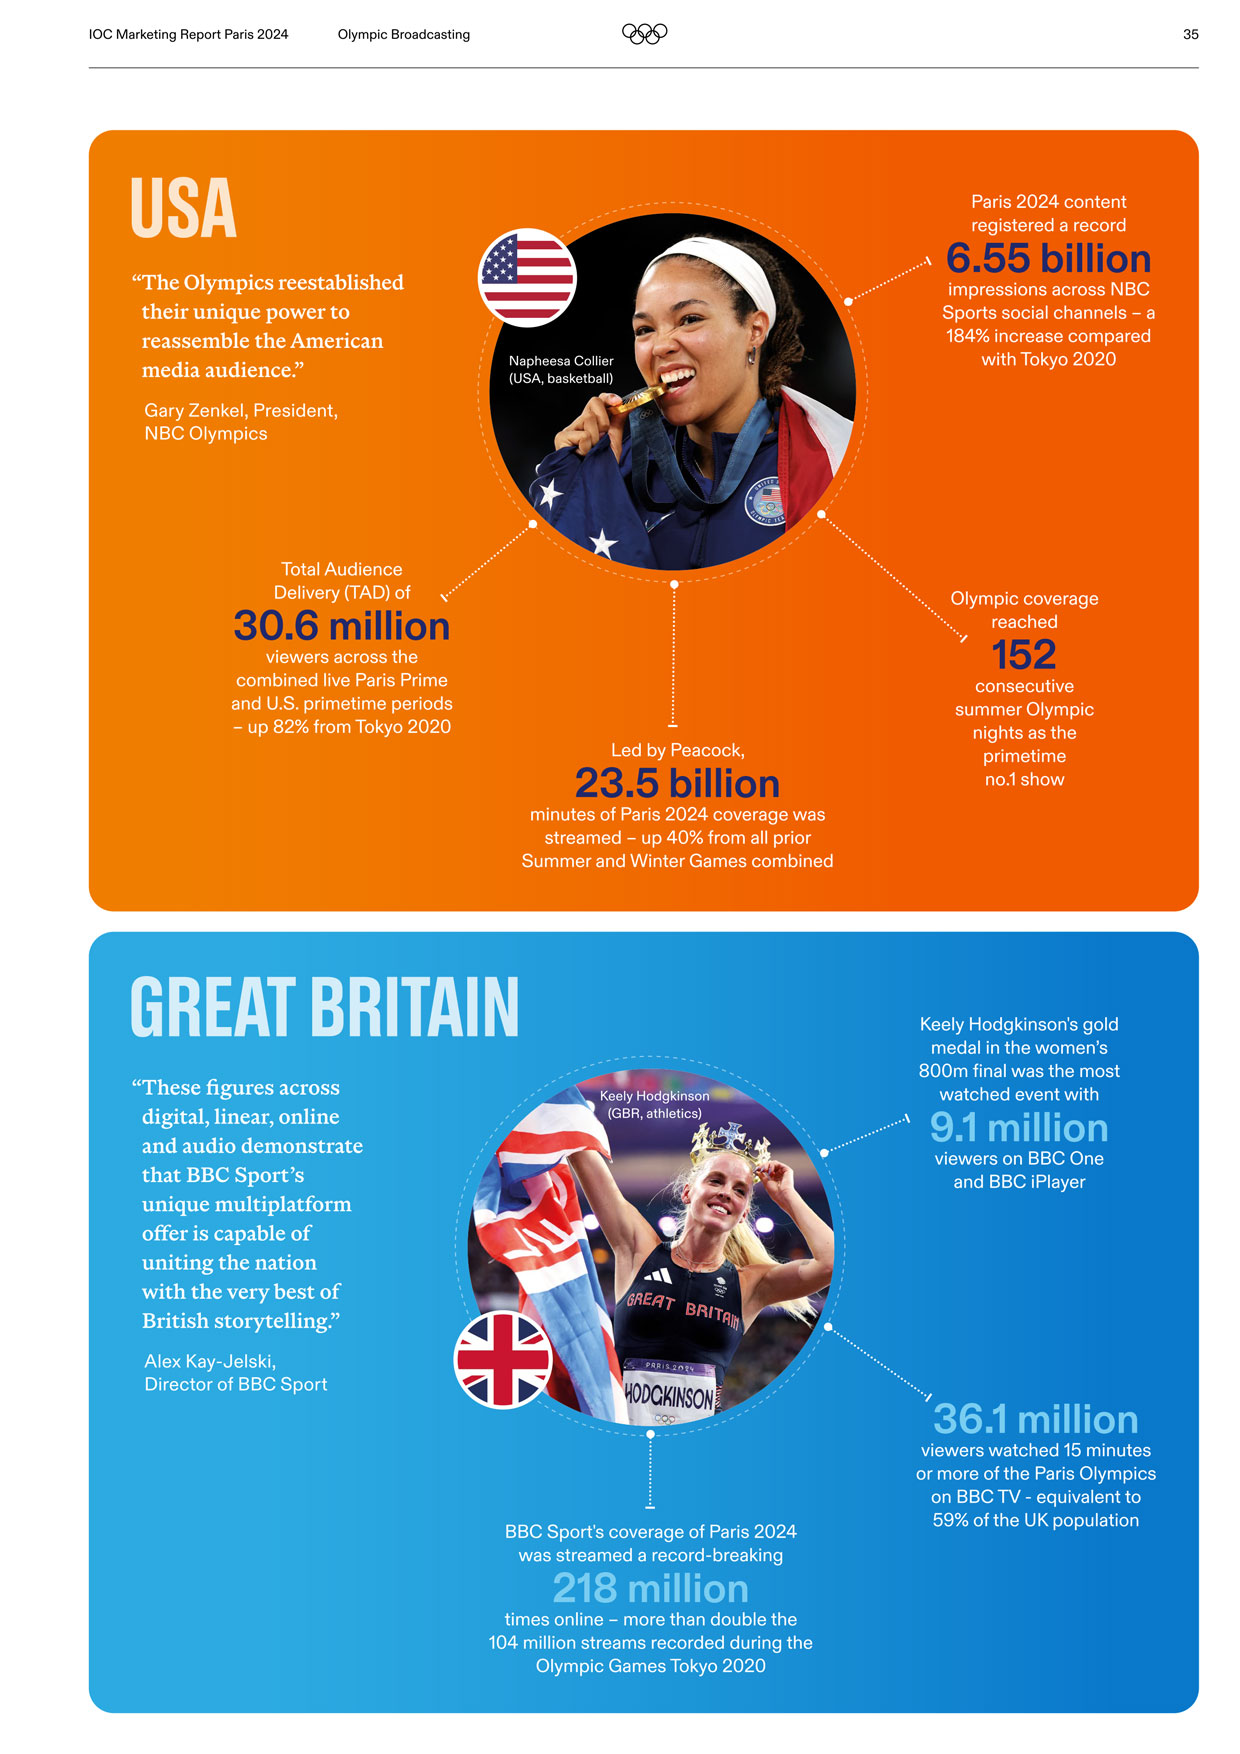 IOC Marketing Report Paris 2024
Olympic Broadcasting
35
USA
“The Olympics reestablished
their unique power to
reassemble the American
media audience.”
Gary Zenkel, President,
NBC Olympics
Napheesa Collier
(USA, basketball)
Paris 2024 content
registered a record
6.55 billion
impressions across NBC
Sports social channels – a
184% increase compared
with Tokyo 2020
Total Audience
Delivery (TAD) of
30.6 million
viewers across the
combined live Paris Prime
and U.S. primetime periods
– up 82% from Tokyo 2020
Led by Peacock,
23.5 billion
minutes of Paris 2024 coverage was
streamed – up 40% from all prior
Summer and Winter Games combined
Olympic coverage
reached
152
consecutive
summer Olympic
nights as the
primetime
no.1 show
GREAT BRITAIN
“These figures across
digital, linear, online
and audio demonstrate
that BBC Sport’s
unique multiplatform
offer is capable of
uniting the nation
with the very best of
British storytelling.”
Alex Kay-Jelski,
Director of BBC Sport
Keely Hodgkinson
(GBR, athletics)
GREAT BRITAIN
PARIS 2024
HODGKINSON
Keely Hodgkinson's gold
medal in the women’s
800m final was the most
watched event with
9.1 million
viewers on BBC One
and BBC iPlayer
36.1 million
viewers watched 15 minutes
or more of the Paris Olympics
on BBC TV - equivalent to
59% of the UK population
BBC Sport's coverage of Paris 2024
was streamed a record-breaking
218 million
times online – more than double the
104 million streams recorded during the
Olympic Games Tokyo 2020